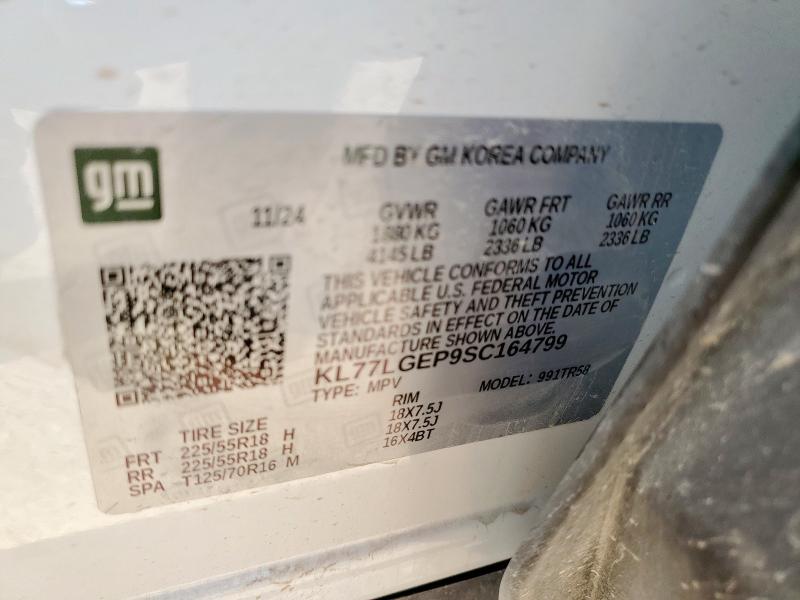 gm
MFD BY GM KOREA COMPANY
11/24
GVWR GAWR FRT GAWR RR
1880 KG 1060 KG 1060 KG
4145 LB 2336 LB 2336 LB
THIS VEHICLE CONFORMS TO ALL
APPLICABLE U.S. FEDERAL MOTOR
VEHICLE SAFETY AND THEFT PREVENTION
STANDARDS IN EFFECT ON THE DATE OF
MANUFACTURE SHOWN ABOVE.
KL77LGEP9SC164799
TYPE: MPV MODEL: 991TR58
TIRE SIZE RIM
FRT 225/55R18 H 18X7.5J
RR 225/55R18 H 18X7.5J
SPA T125/70R16 M 16X4BT